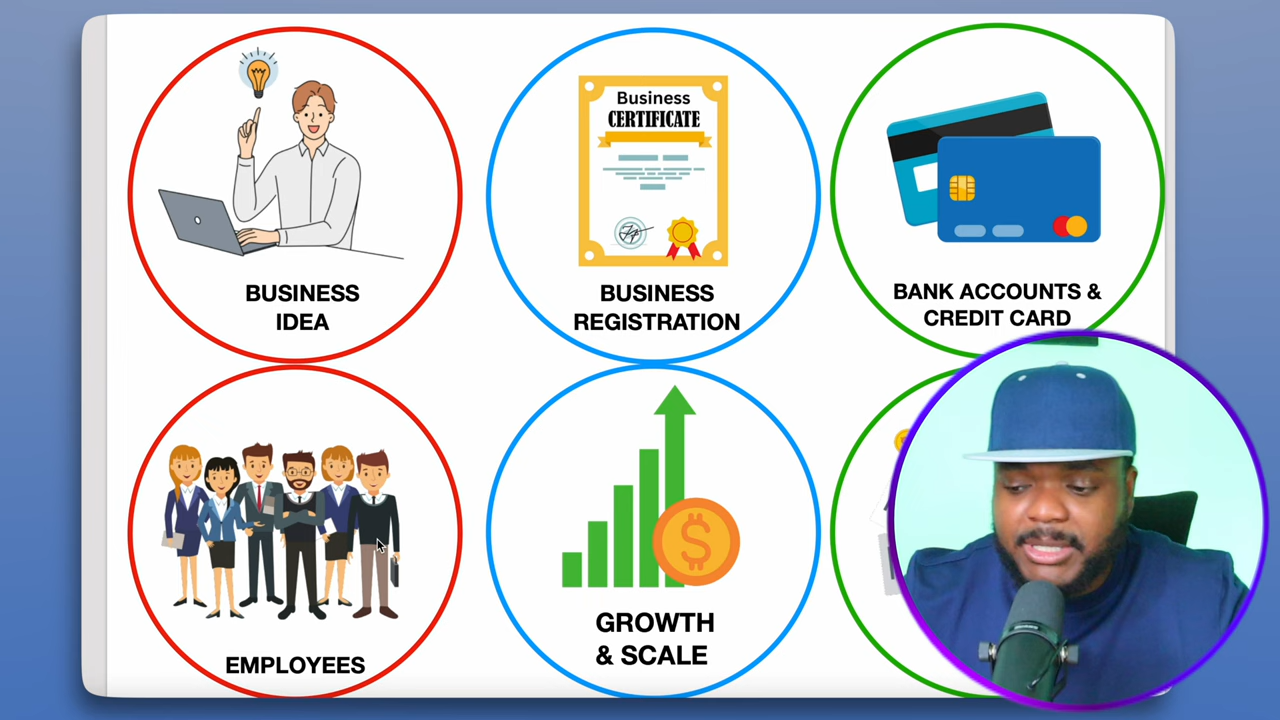 Business
CERTIFICATE
BUSINESS
IDEA
BUSINESS
REGISTRATION
BANK ACCOUNTS &
CREDIT CARD
EMPLOYEES
$
GROWTH
& SCALE